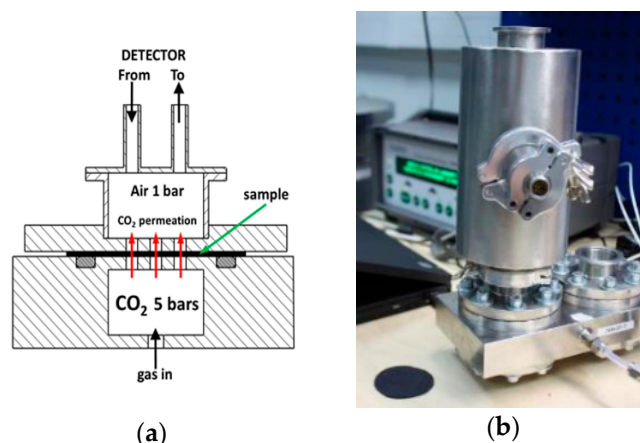 DETECTOR
From To
Air 1 bar
sample
CO₂ permeation
CO₂ 5 bars
gas in
(a)
(b)